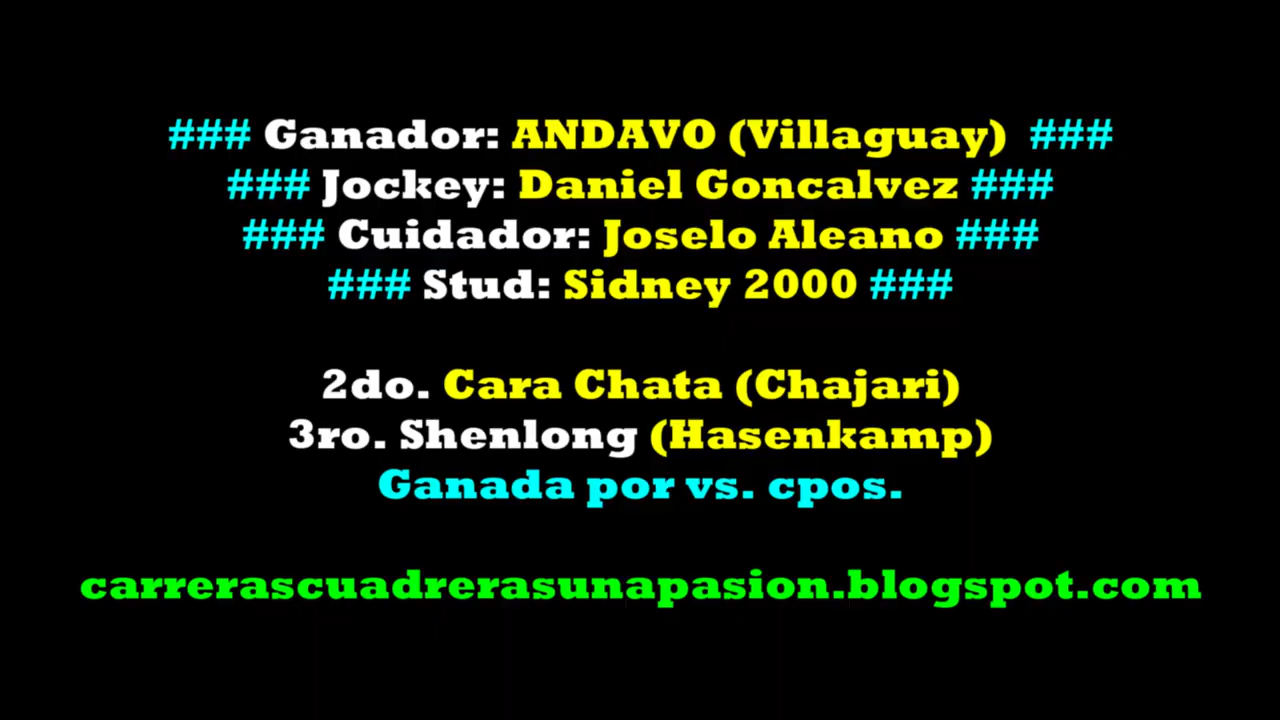 ### Ganador: ANDAVO (Villaguay) ###
### Jockey: Daniel Goncalvez ###
### Cuidador: Joselo Aleano ###
### Stud: Sidney 2000 ###
2do. Cara Chata (Chajari)
3ro. Shenlong (Hasenkamp)
Ganada por vs. cpos.
carrerascuadrerasunapasion.blogspot.com